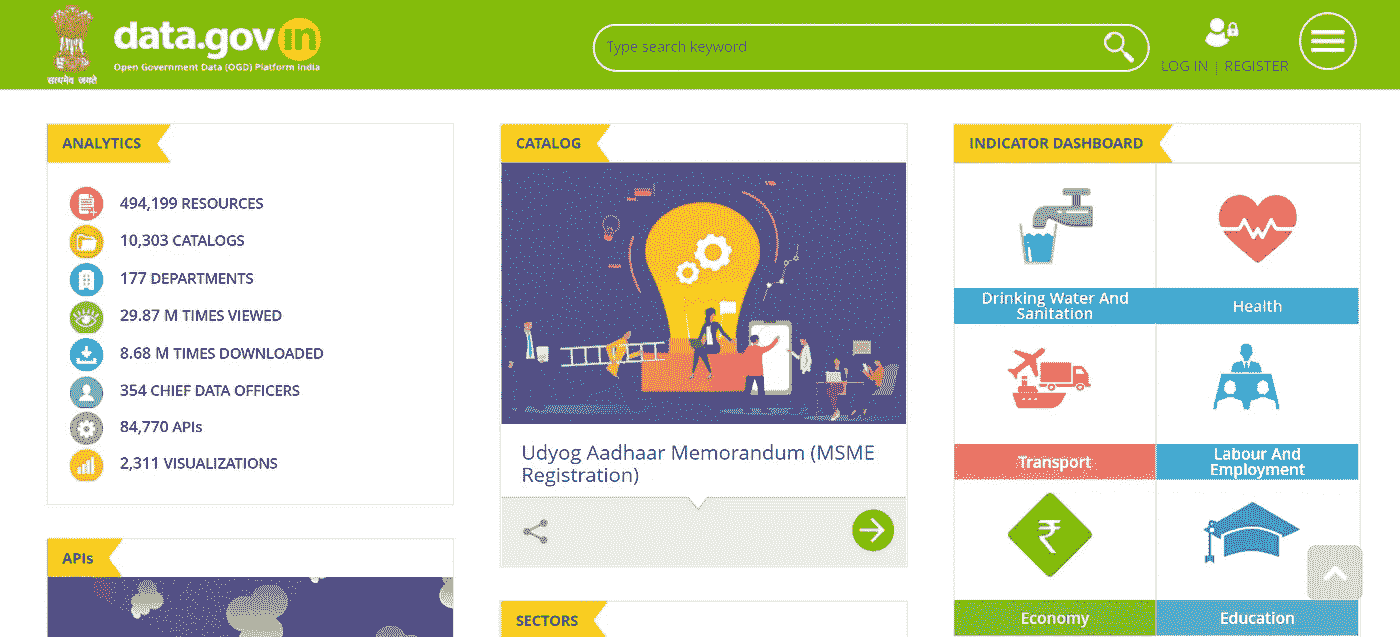 सत्यमेव जयते
data.gov in
Open Government Data (OGD) Platform India
Type search keyword
LOG IN | REGISTER
ANALYTICS
494,199 RESOURCES
10,303 CATALOGS
177 DEPARTMENTS
29.87 M TIMES VIEWED
8.68 M TIMES DOWNLOADED
354 CHIEF DATA OFFICERS
84,770 APIs
2,311 VISUALIZATIONS
APIs
CATALOG
Udyog Aadhaar Memorandum (MSME
Registration)
SECTORS
INDICATOR DASHBOARD
Drinking Water And
Sanitation
Health
Transport
Labour And
Employment
₹
Economy
Education